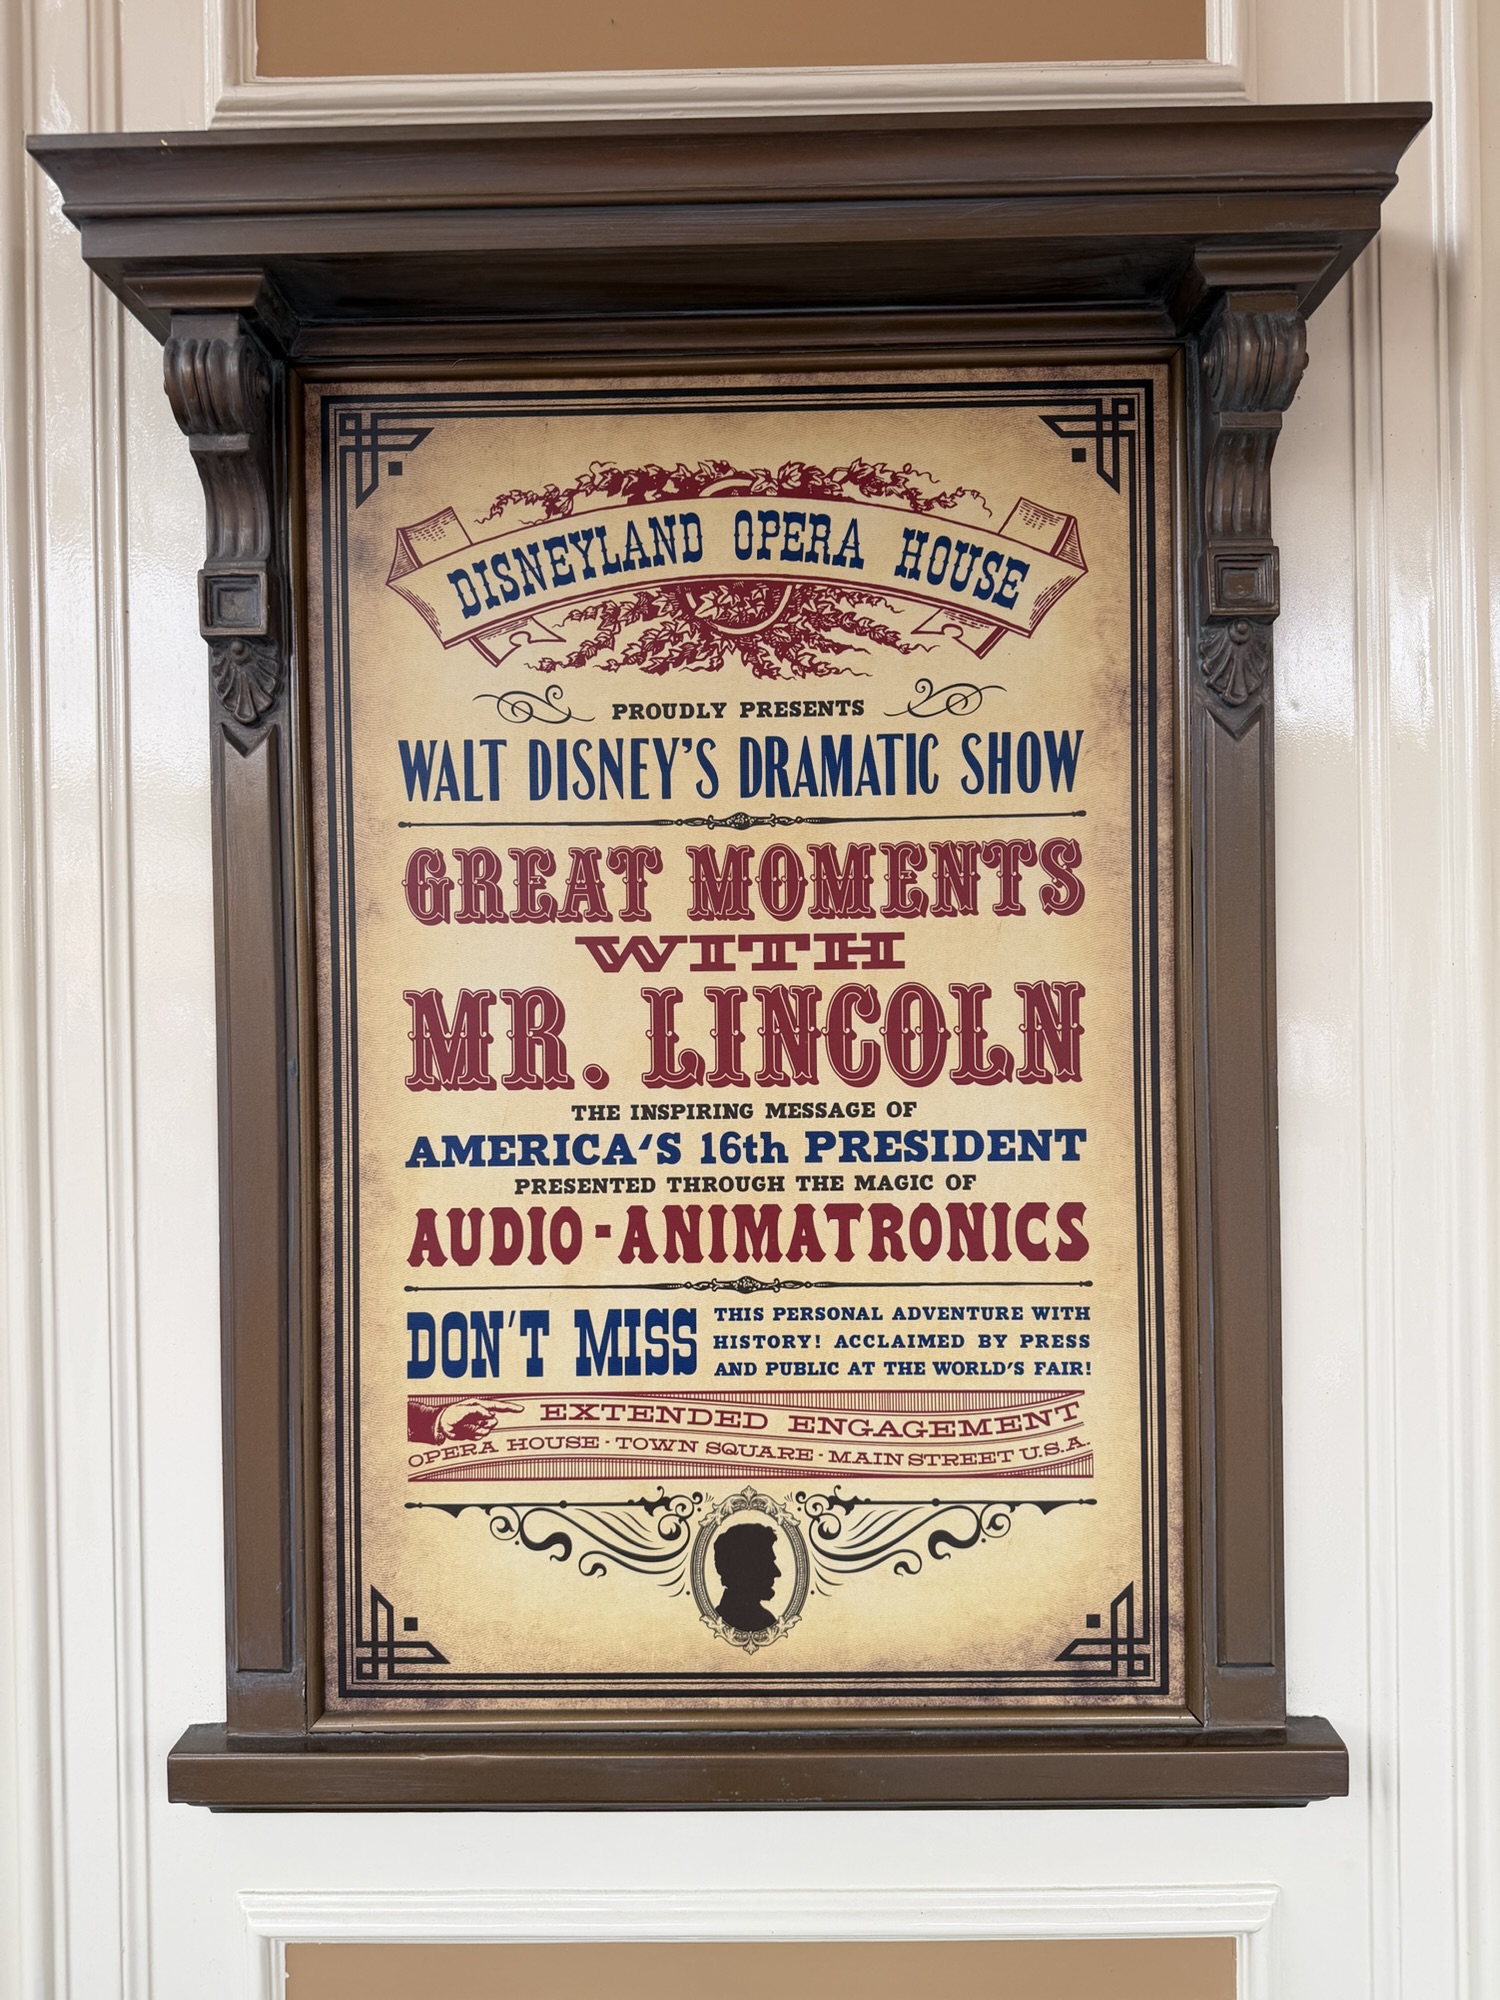 DISNEYLAND OPERA HOUSE
PROUDLY PRESENTS
WALT DISNEY'S DRAMATIC SHOW
GREAT MOMENTS
WITH
MR. LINCOLN
THE INSPIRING MESSAGE OF
AMERICA'S 16th PRESIDENT
PRESENTED THROUGH THE MAGIC OF
AUDIO-ANIMATRONICS
DON'T MISS
THIS PERSONAL ADVENTURE WITH
HISTORY! ACCLAIMED BY PRESS
AND PUBLIC AT THE WORLD'S FAIR!
EXTENDED ENGAGEMENT
OPERA HOUSE · TOWN SQUARE · MAIN STREET U.S.A.